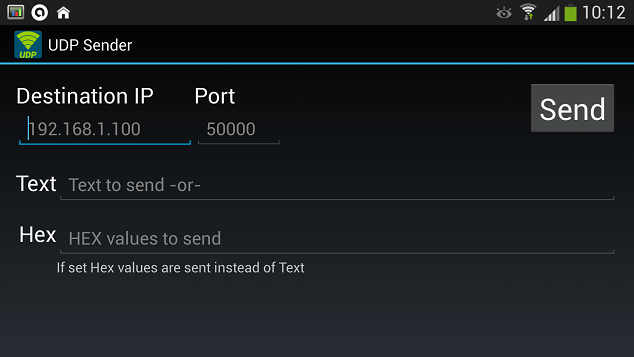 10:12
UDP
UDP Sender
Destination IP Port
192.168.1.100 50000
Send
Text Text to send -or-
Hex HEX values to send
If set Hex values are sent instead of Text